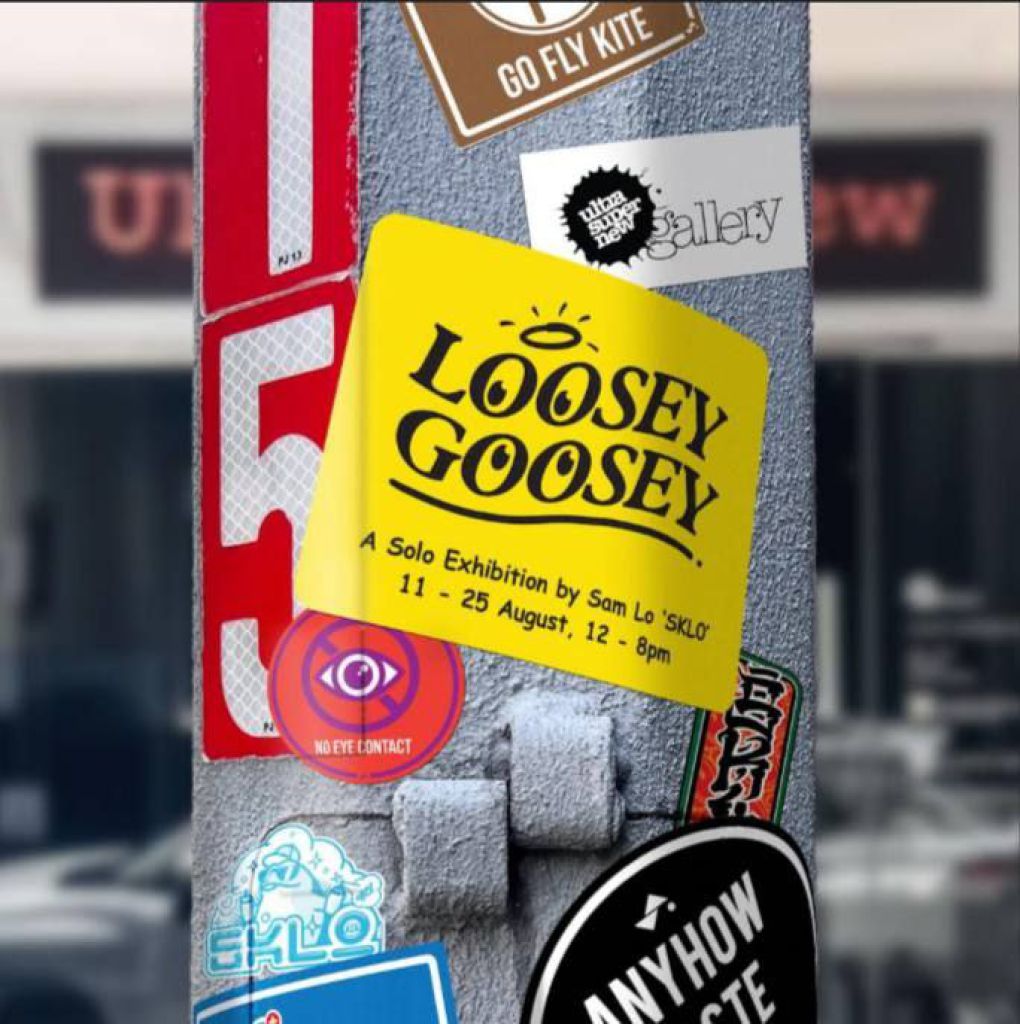 GO FLY KITE
ultra
super
new
gallery
N 13
5
LOOSEY
GOOSEY
A Solo Exhibition by Sam Lo 'SKLO'
11 - 25 August, 12 - 8pm
N
NO EYE CONTACT
SKLO
ANYHOW